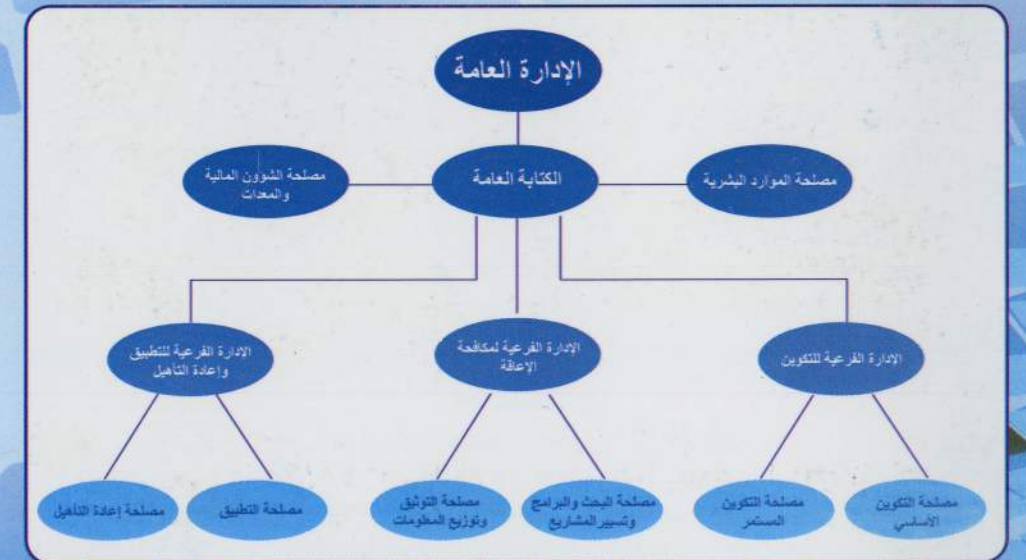 الإدارة العامة
مصلحة الموارد البشرية
الكتابة العامة
مصلحة الشؤون المالية
والمعدات
الادارة الفرعية للتكوين
الإدارة الفرعية لمكافحة
الإعاقة
الادارة الفرعية للتطبيق
وإعادة التأهيل
مصلحة التكوين
الأساسي
مصلحة التكوين
المستمر
مصلحة البحث والبرامج
وتسيير المشاريع
مصلحة التوثيق
وتوزيع المعلومات
مصلحة التطبيق
مصلحة إعادة التأهيل